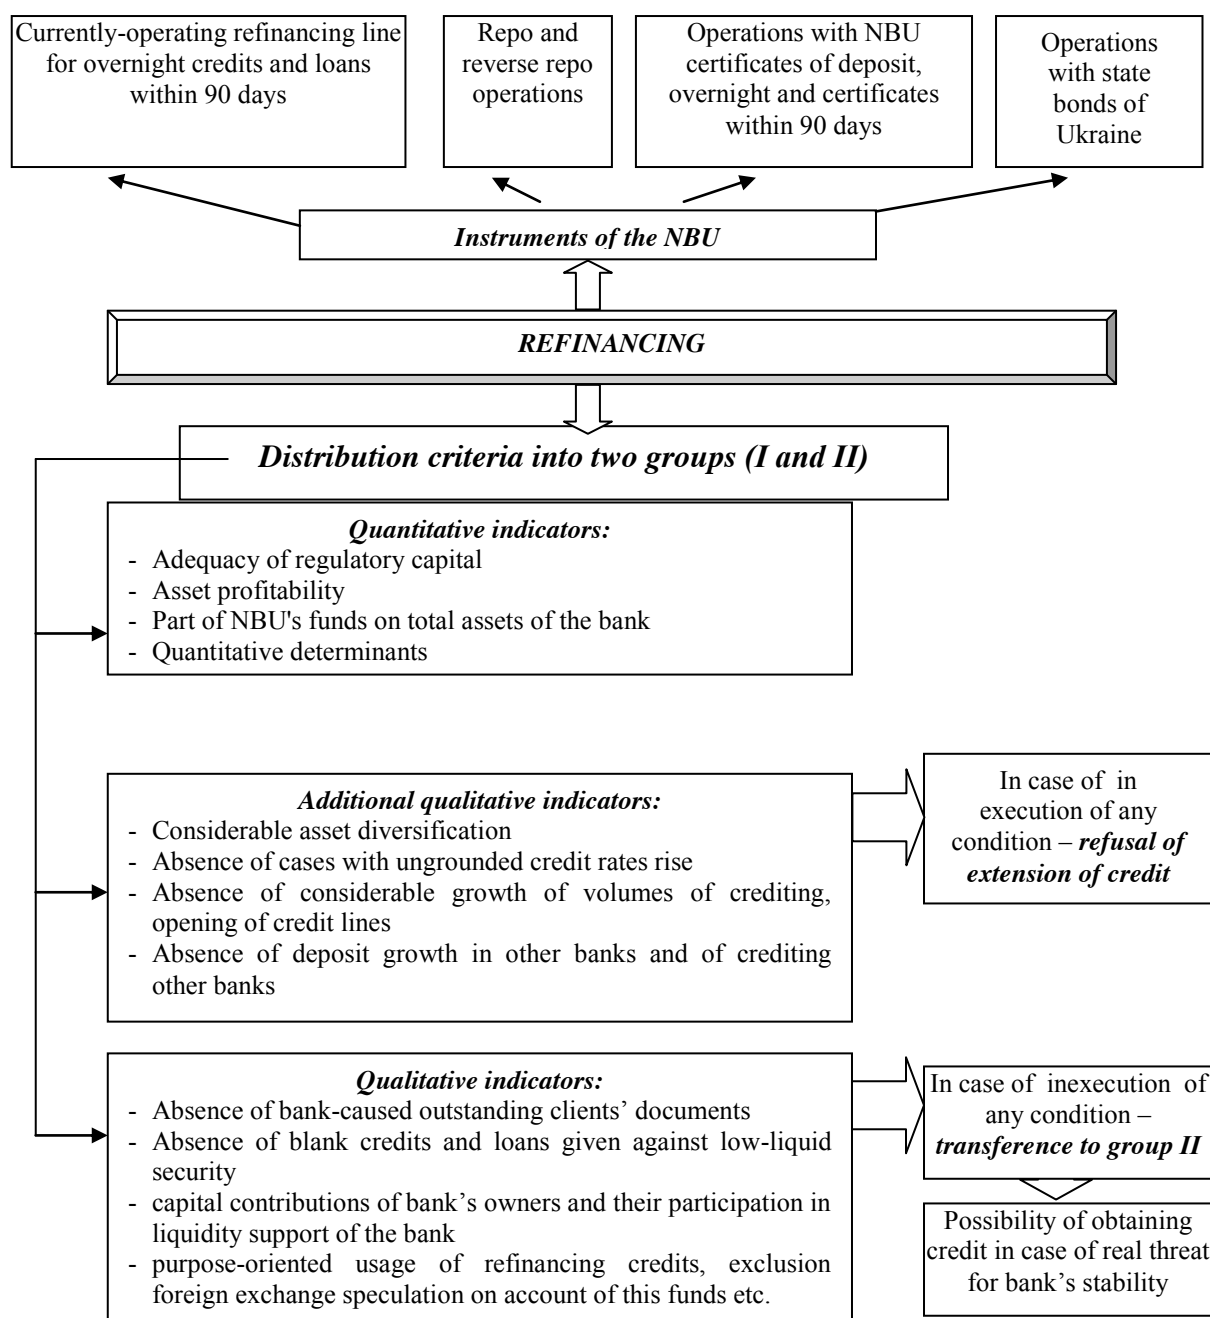 Currently-operating refinancing line
for overnight credits and loans
within 90 days
Repo and
reverse repo
operations
Operations with NBU
certificates of deposit,
overnight and certificates
within 90 days
Operations
with state
bonds of
Ukraine
Instruments of the NBU
REFINANCING
Distribution criteria into two groups (I and II)
Quantitative indicators:
- Adequacy of regulatory capital
- Asset profitability
- Part of NBU's funds on total assets of the bank
- Quantitative determinants
Additional qualitative indicators:
- Considerable asset diversification
- Absence of cases with ungrounded credit rates rise
- Absence of considerable growth of volumes of crediting,
opening of credit lines
- Absence of deposit growth in other banks and of crediting
other banks
In case of in
execution of any
condition – refusal of
extension of credit
Qualitative indicators:
- Absence of bank-caused outstanding clients’ documents
- Absence of blank credits and loans given against low-liquid
security
- capital contributions of bank’s owners and their participation in
liquidity support of the bank
- purpose-oriented usage of refinancing credits, exclusion
foreign exchange speculation on account of this funds etc.
In case of inexecution of
any condition –
transference to group II
Possibility of obtaining
credit in case of real threat
for bank’s stability